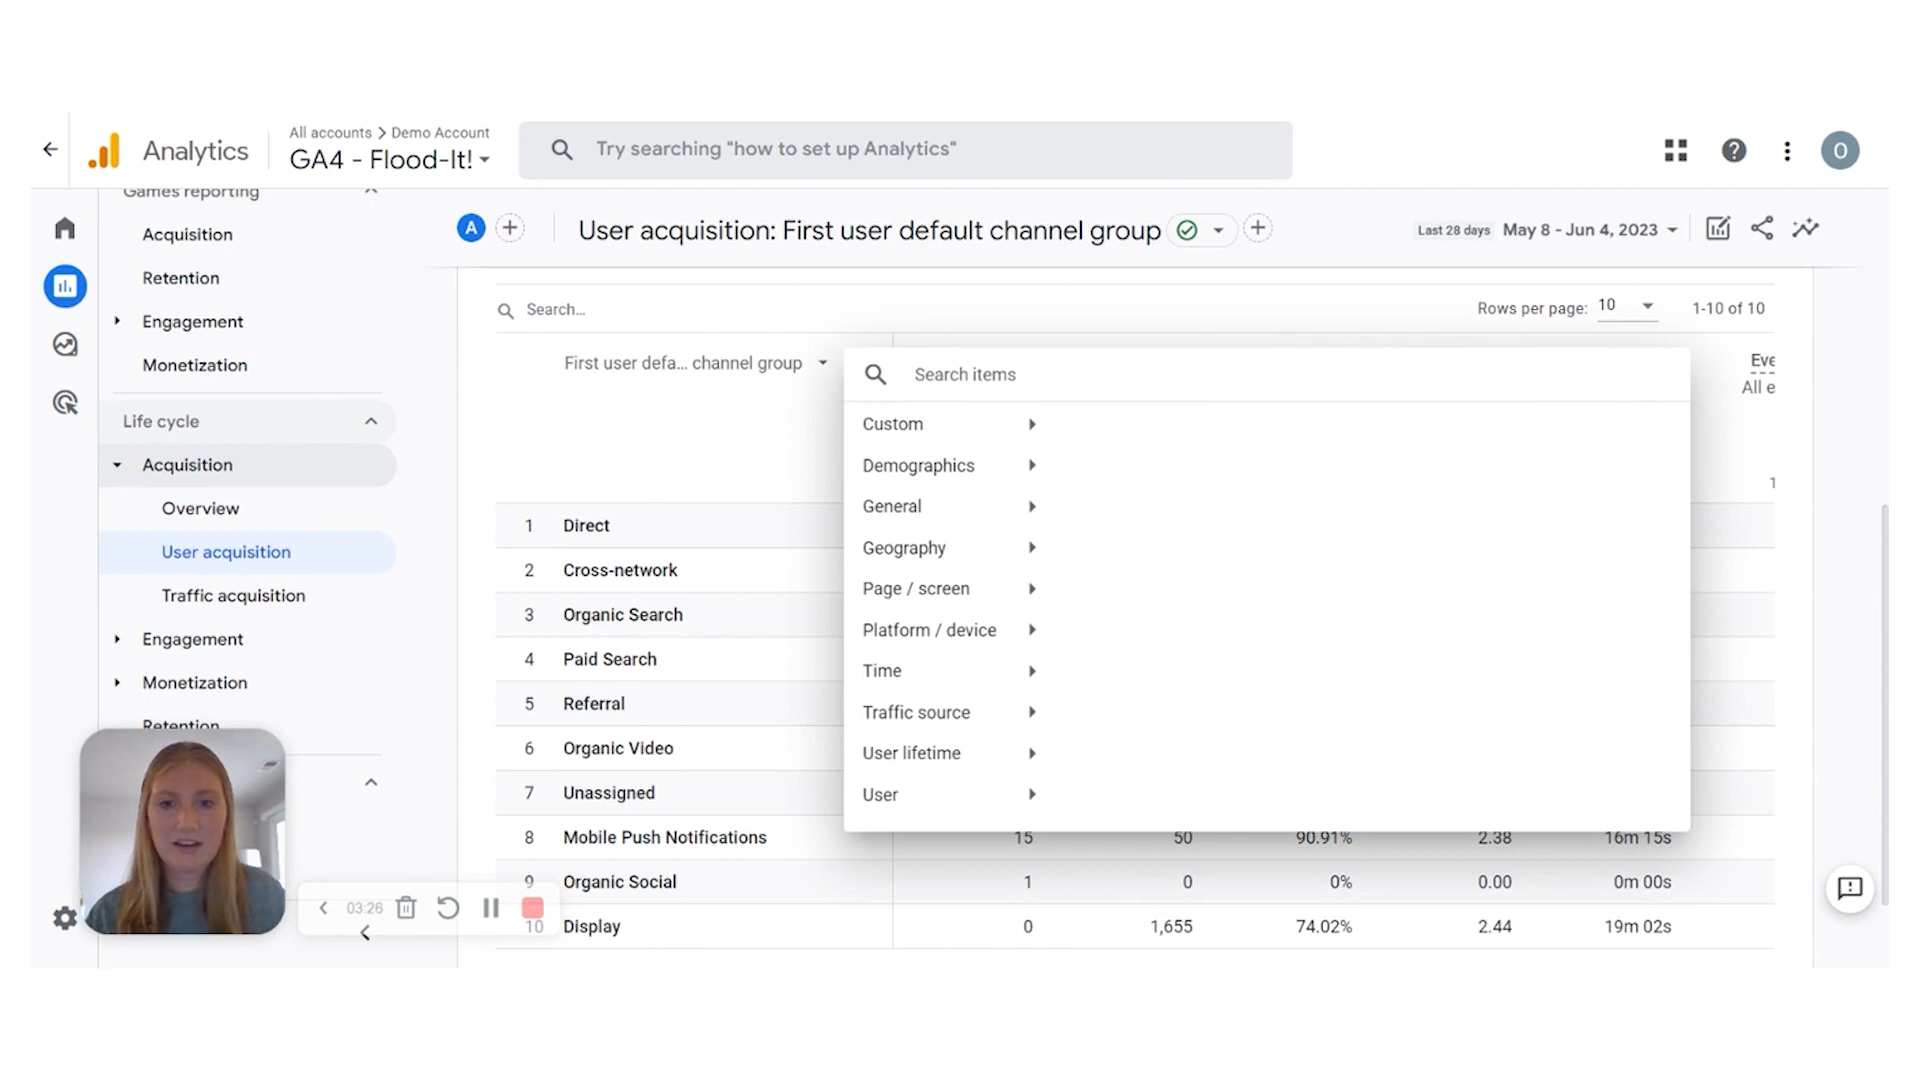 All accounts > Demo Account
Analytics
GA4 - Flood-It!
Try searching "how to set up Analytics"
O
Games reporting
Acquisition
Retention
Engagement
Monetization
Life cycle
Acquisition
Overview
User acquisition
Traffic acquisition
Engagement
Monetization
Retention
A
User acquisition: First user default channel group
Last 28 days May 8 - Jun 4, 2023
Search...
Rows per page: 10
1-10 of 10
First user defa... channel group
Search items
Eve
All e
Custom
Demographics
General
Geography
Page / screen
Platform / device
Time
Traffic source
User lifetime
User
1
1 Direct
2 Cross-network
3 Organic Search
4 Paid Search
5 Referral
6 Organic Video
7 Unassigned
8 Mobile Push Notifications 15 50 90.91% 2.38 16m 15s
9 Organic Social 1 0 0% 0.00 0m 00s
10 Display 0 1,655 74.02% 2.44 19m 02s
03:26